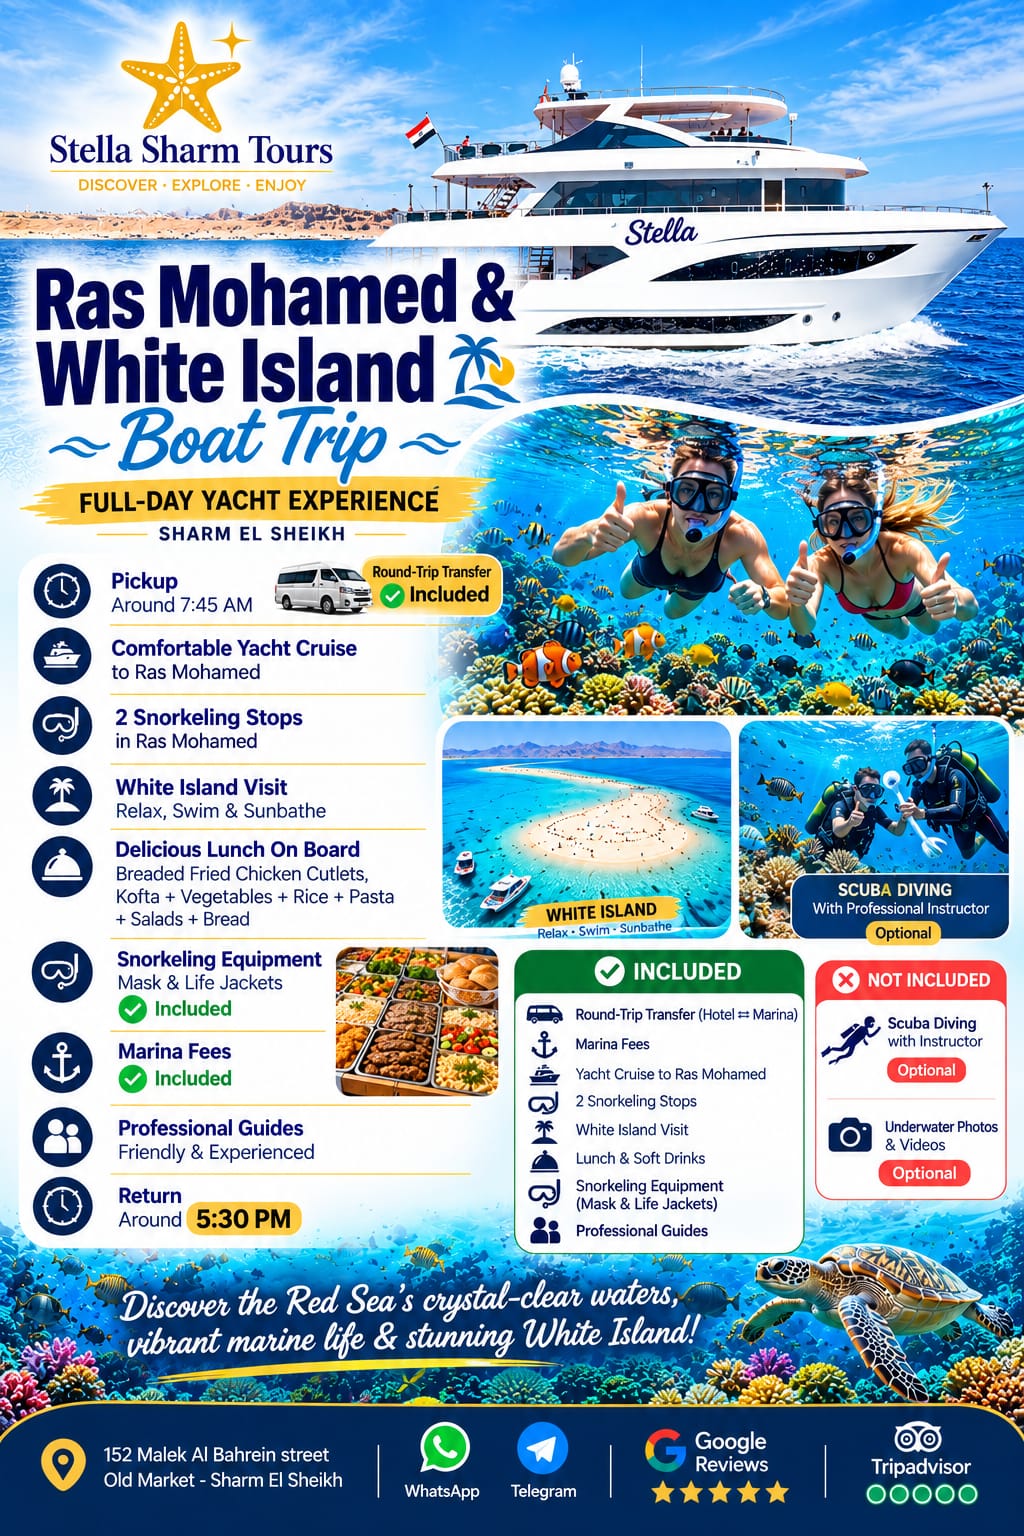 Stella Sharm Tours
DISCOVER · EXPLORE · ENJOY
Stella
Ras Mohamed &
White Island
Boat Trip
FULL-DAY YACHT EXPERIENCE
SHARM EL SHEIKH
Pickup
Around 7:45 AM
Round-Trip Transfer
Included
Comfortable Yacht Cruise
to Ras Mohamed
2 Snorkeling Stops
in Ras Mohamed
White Island Visit
Relax, Swim & Sunbathe
Delicious Lunch On Board
Breaded Fried Chicken Cutlets,
Kofta + Vegetables + Rice + Pasta
+ Salads + Bread
Snorkeling Equipment
Mask & Life Jackets
Included
Marina Fees
Included
Professional Guides
Friendly & Experienced
Return
Around 5:30 PM
WHITE ISLAND
Relax • Swim · Sunbathe
SCUBA DIVING
With Professional Instructor
Optional
INCLUDED
Round-Trip Transfer (Hotel ⇄ Marina)
Marina Fees
Yacht Cruise to Ras Mohamed
2 Snorkeling Stops
White Island Visit
Lunch & Soft Drinks
Snorkeling Equipment
(Mask & Life Jackets)
Professional Guides
NOT INCLUDED
Scuba Diving
with Instructor
Optional
Underwater Photos
& Videos
Optional
Discover the Red Sea's crystal-clear waters,
vibrant marine life & stunning White Island!
152 Malek Al Bahrein street
Old Market - Sharm El Sheikh
WhatsApp
Telegram
Google
Reviews
Tripadvisor